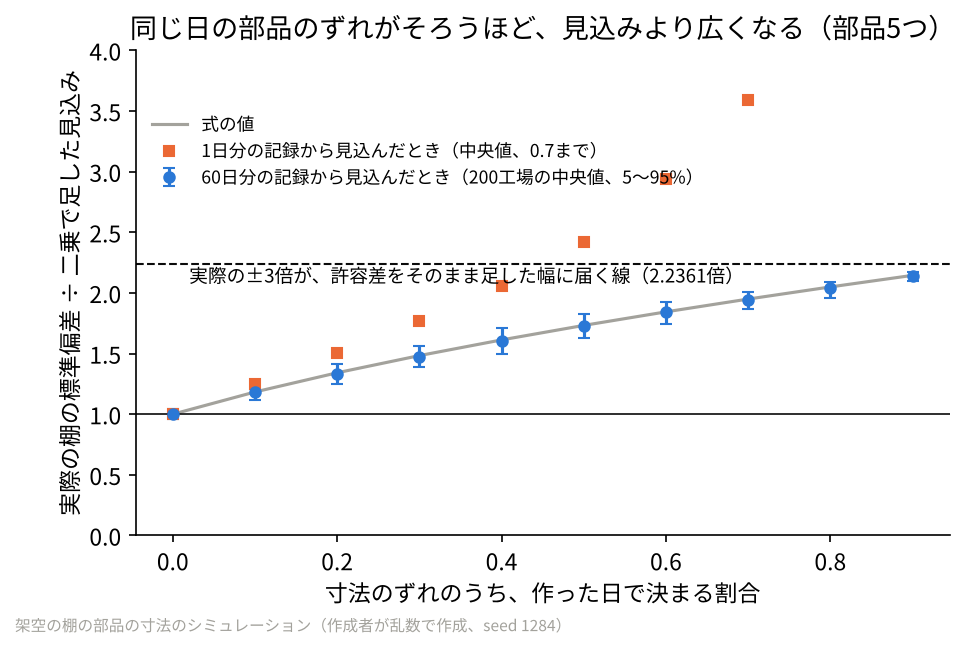 同じ日の部品のずれがそろうほど、見込みより広くなる（部品5つ）
実際の棚の標準偏差 ÷ 二乗で足した見込み
4.0
3.5
3.0
2.5
2.0
1.5
1.0
0.5
0.0
式の値
1日分の記録から見込んだとき（中央値、0.7まで）
60日分の記録から見込んだとき（200工場の中央値、5～95%）
実際の±3倍が、許容差をそのまま足した幅に届く線（2.2361倍）
0.0 0.2 0.4 0.6 0.8
寸法のずれのうち、作った日で決まる割合
架空の棚の部品の寸法のシミュレーション（作成者が乱数で作成、seed 1284）